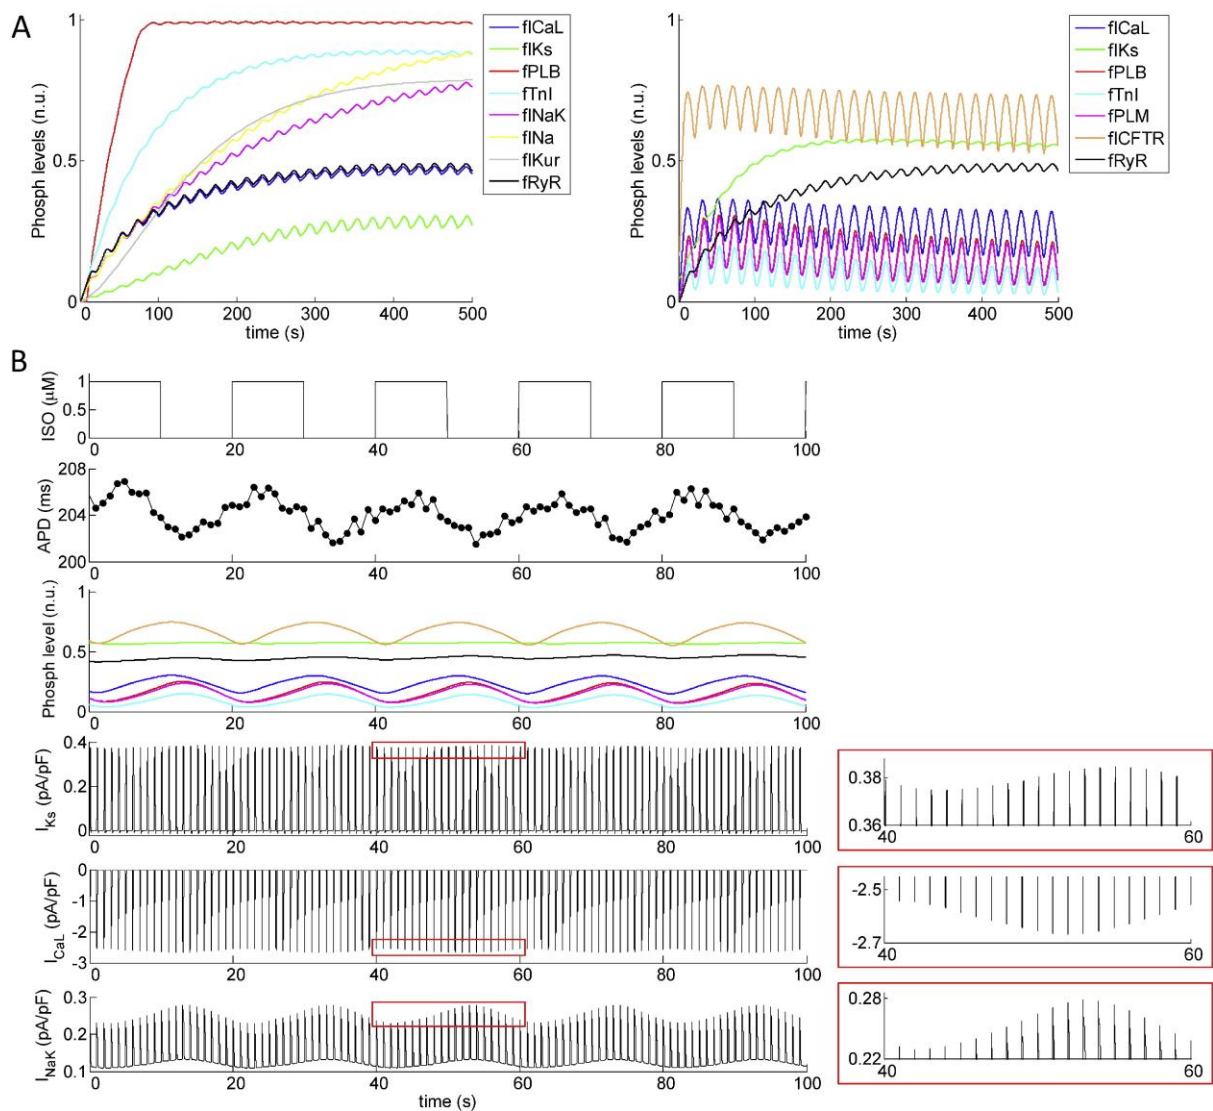 A
Phosph levels (n.u.)
1
0.5
0
0 100 200 300 400 500
time (s)
fICaL
fIKs
fPLB
fTnI
fINaK
fINa
fIKur
fRyR
Phosph levels (n.u.)
1
0.5
0
0 100 200 300 400 500
time (s)
fICaL
fIKs
fPLB
fTnI
fPLM
fICFTR
fRyR
B
ISO (μM)
1
0.5
0
0 20 40 60 80 100
APD (ms)
208
204
200
0 20 40 60 80 100
Phosph level (n.u.)
1
0.5
0
0 20 40 60 80 100
I_Ks (pA/pF)
0.4
0.2
0
0 20 40 60 80 100
0.38
0.36
40 60
I_CaL (pA/pF)
0
-1
-2
-3
0 20 40 60 80 100
-2.5
-2.7
40 60
I_NaK (pA/pF)
0.3
0.2
0.1
0 20 40 60 80 100
time (s)
0.28
0.22
40 60